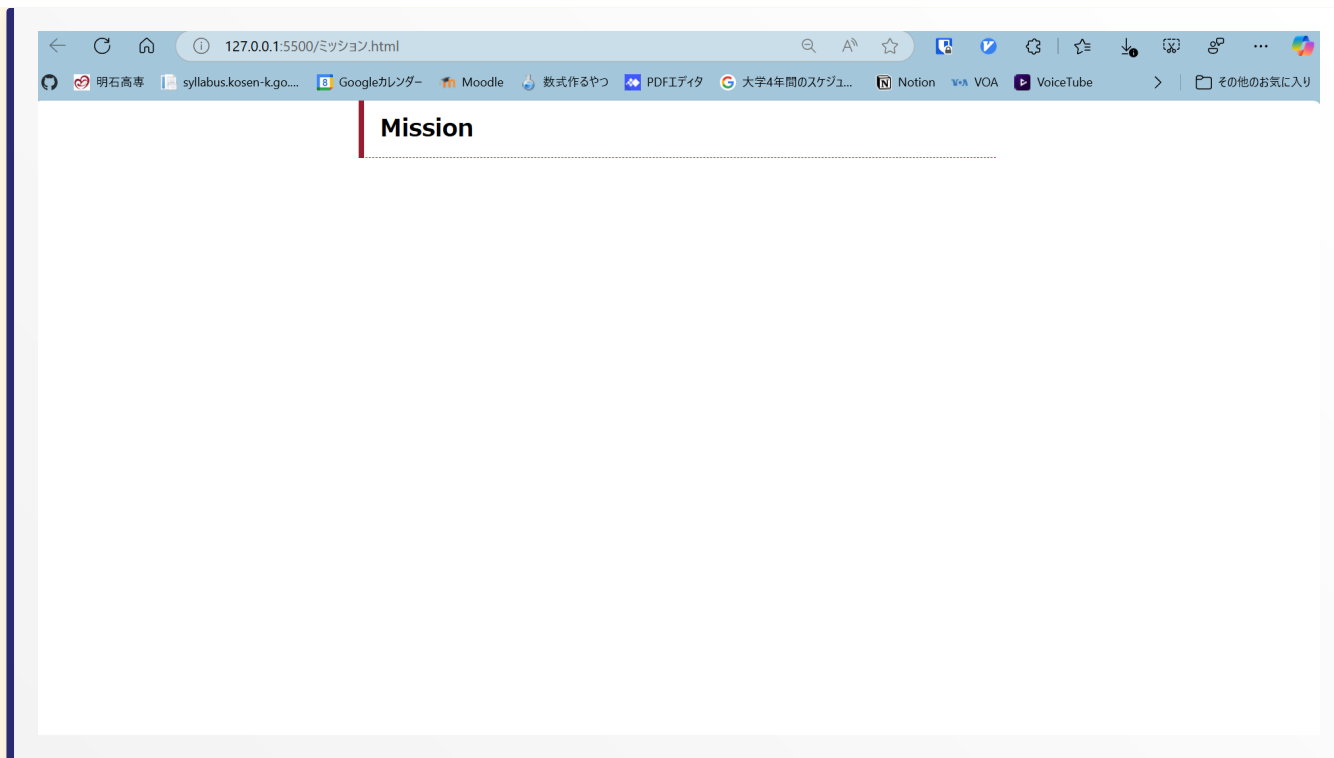 127.0.0.1:5500/ミッション.html
明石高専 syllabus.kosen-k.go.... 8 Googleカレンダー Moodle 数式作るやつ PDFエディタ 大学4年間のスケジュ... Notion VOA VOA VoiceTube その他のお気に入り
Mission